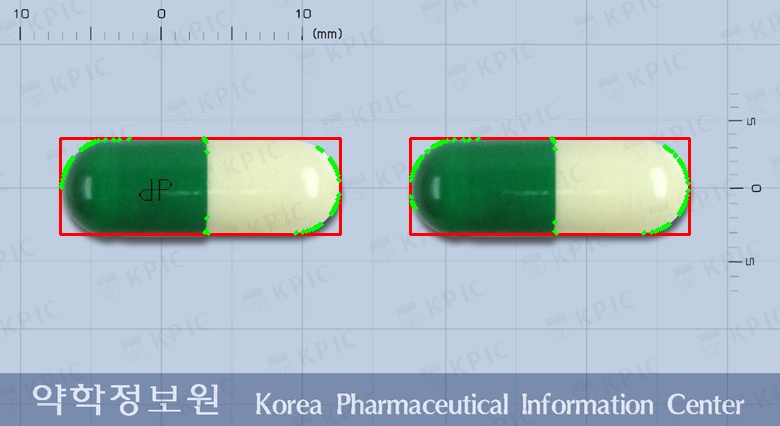 10 0 10
(mm)
5
0
5
dP
약학정보원 Korea Pharmaceutical Information Center
KPIC